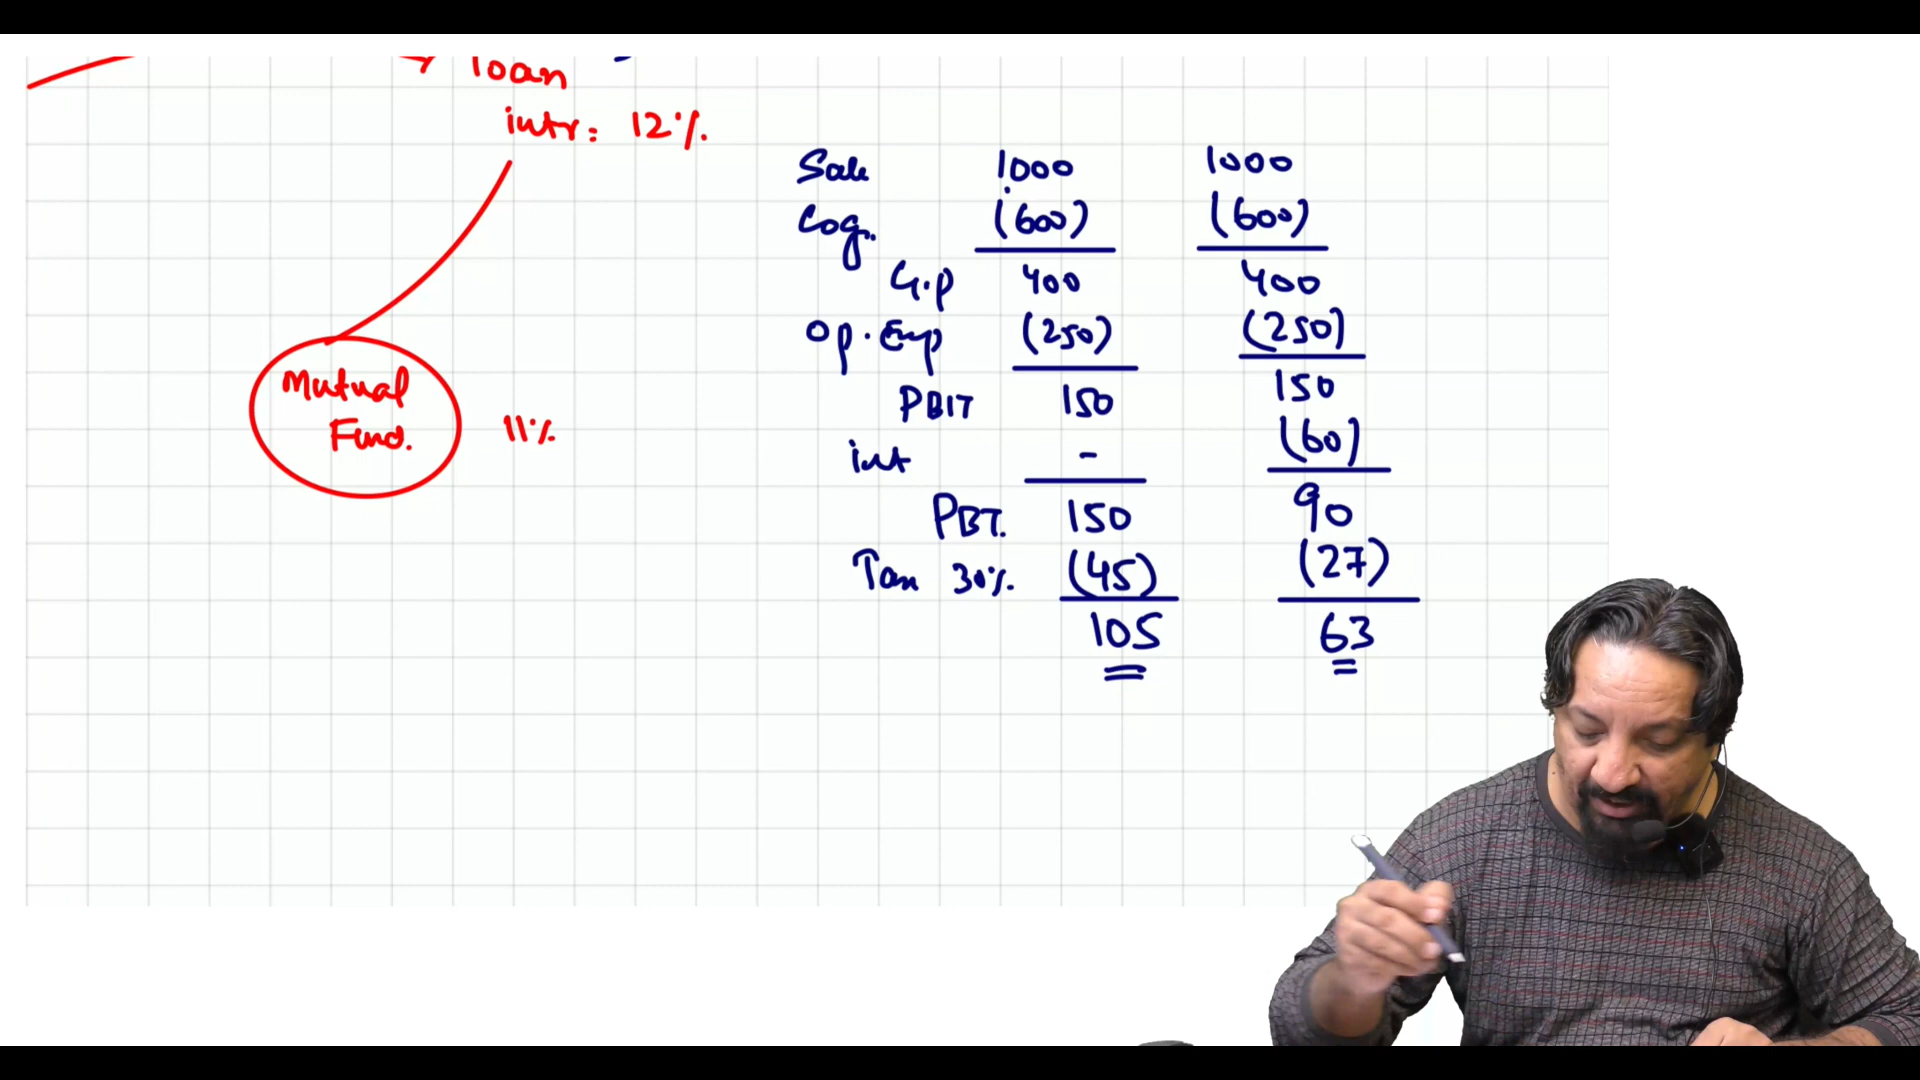 loan
intr: 12%.
Mutual
Fund.
11%
Sale 1000 1000
Cog. (600) (600)
G.p 400 400
Op. Exp (250) (250)
PBIT 150 150
int - (60)
PBT. 150 90
Tax 30%. (45) (27)
105 63